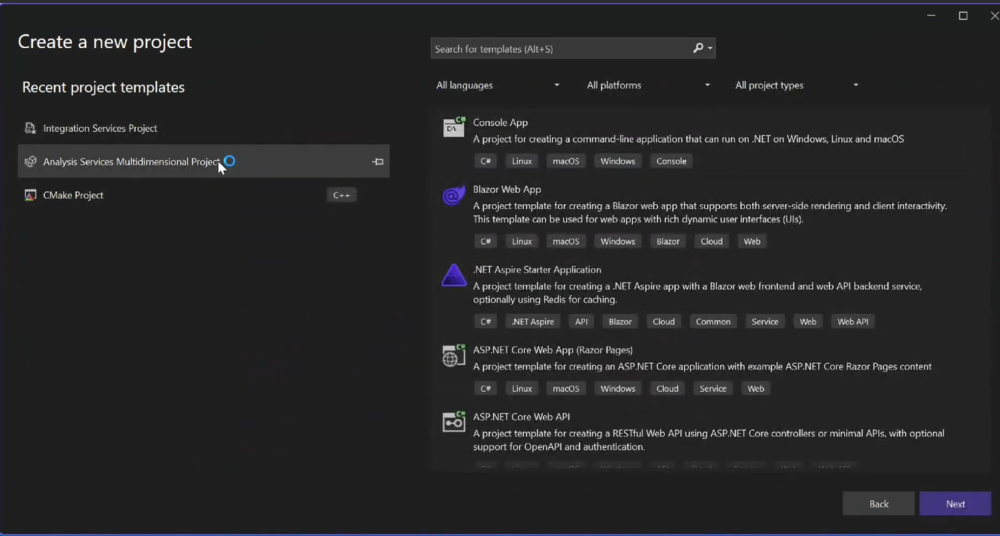 Create a new project
Search for templates (Alt+S)
Recent project templates
All languages
All platforms
All project types
Integration Services Project
Analysis Services Multidimensional Project
CMake Project
C++
C#
Console App
A project for creating a command-line application that can run on .NET on Windows, Linux and macOS
C# Linux macOS Windows Console
Blazor Web App
A project template for creating a Blazor web app that supports both server-side rendering and client interactivity.
This template can be used for web apps with rich dynamic user interfaces (UIs).
C# Linux macOS Windows Blazor Cloud Web
.NET Aspire Starter Application
A project template for creating a .NET Aspire app with a Blazor web frontend and web API backend service,
optionally using Redis for caching.
C# .NET Aspire API Blazor Cloud Common Service Web Web API
C#
ASP.NET Core Web App (Razor Pages)
A project template for creating an ASP.NET Core application with example ASP.NET Core Razor Pages content
C# Linux macOS Windows Cloud Service Web
C#
ASP.NET Core Web API
A project template for creating a RESTful Web API using ASP.NET Core controllers or minimal APIs, with optional
support for OpenAPI and authentication.
Back
Next